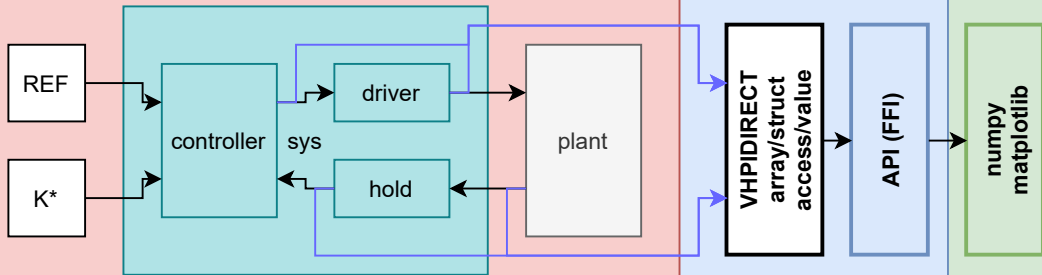 REF
K*
controller
sys
driver
hold
plant
VHPIDIRECT
array/struct
access/value
API (FFI)
numpy
matplotlib